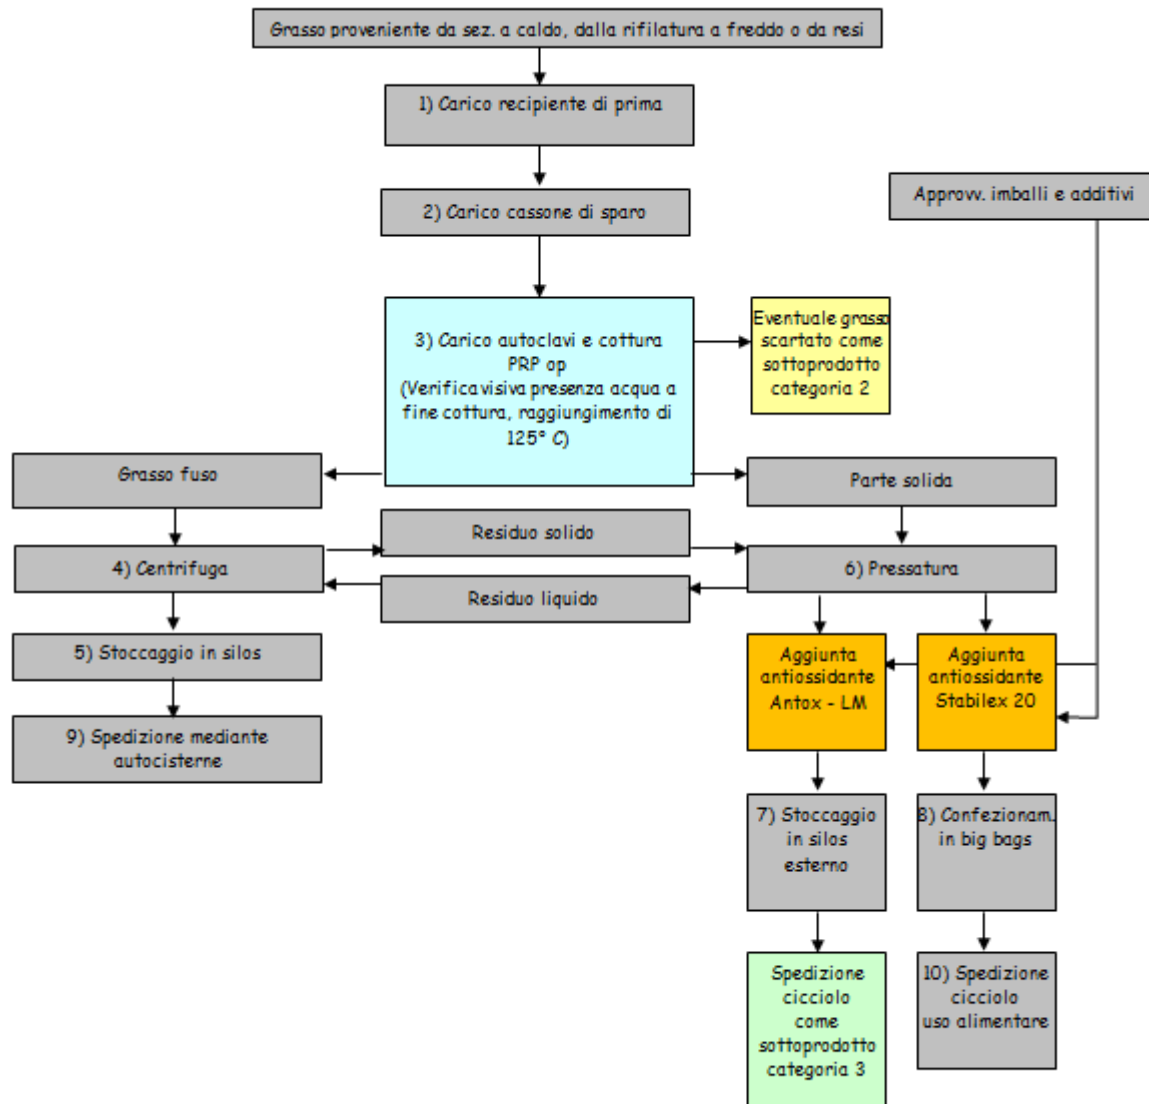 Grasso proveniente da sez. a caldo, dalla rifilatura a freddo o da resi
1) Carico recipiente di prima
Approvv. imballi e additivi
2) Carico cassone di sparo
3) Carico autoclavi e cottura
PRP op
(Verifica visiva presenza acqua a
fine cottura, raggiungimento di
125° C)
Eventuale grasso
scartato come
sottoprodotto
categoria 2
Grasso fuso
Parte solida
Residuo solido
4) Centrifuga
6) Pressatura
Residuo liquido
5) Stoccaggio in silos
Aggiunta
antiossidante
Antox - LM
Aggiunta
antiossidante
Stabilex 20
9) Spedizione mediante
autocisterne
7) Stoccaggio
in silos
esterno
8) Confezionam.
in big bags
Spedizione
cicciolo
come
sottoprodotto
categoria 3
10) Spedizione
cicciolo
uso alimentare